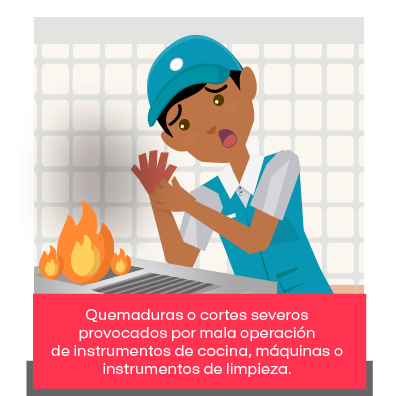 Quemaduras o cortes severos
provocados por mala operación
de instrumentos de cocina, máquinas o
instrumentos de limpieza.